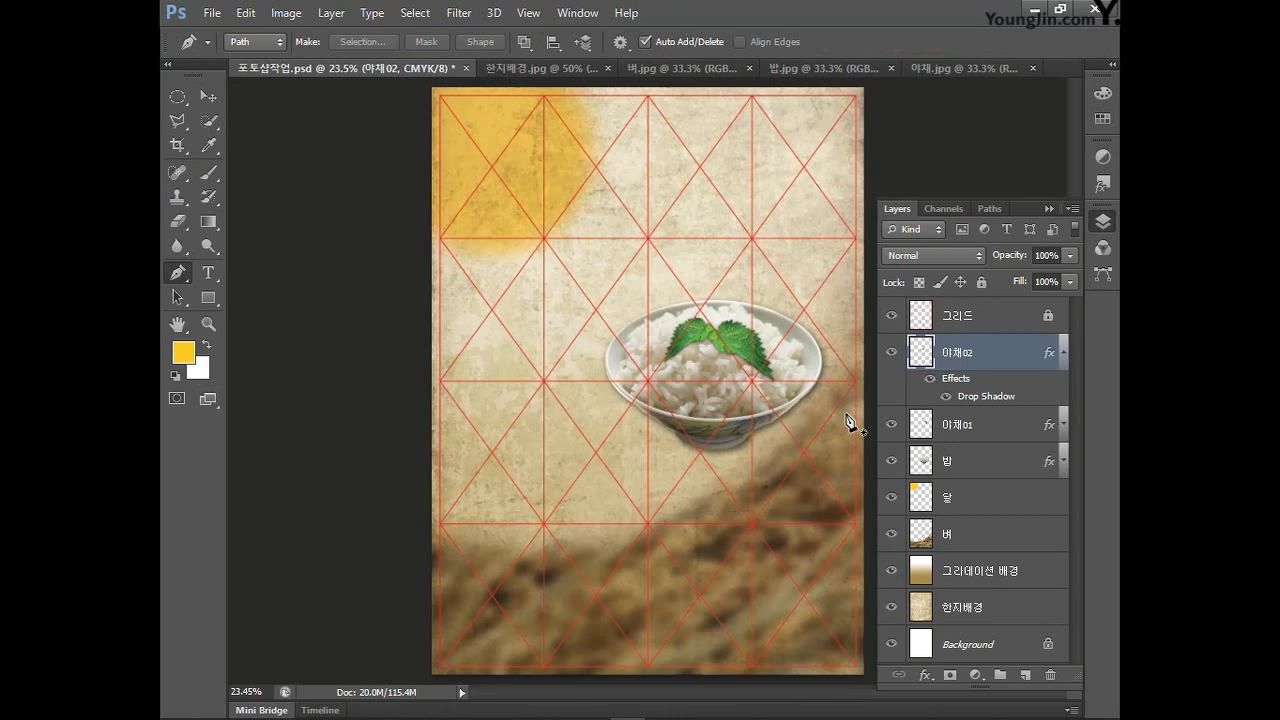 Ps File Edit Image Layer Type Select Filter 3D View Window Help
YoungJin.com Y.
Path Make: Selection... Mask Shape Auto Add/Delete Align Edges
포토샵작업.psd @ 23.5% (야채02, CMYK/8) * × 한지배경.jpg @ 50% (... × 벼.jpg @ 33.3% (RGB... × 밥.jpg @ 33.3% (RGB... × 야채.jpg @ 33.3% (R... ×
Layers Channels Paths
Kind
Normal Opacity: 100%
Lock: Fill: 100%
그리드
야채02 fx
Effects
Drop Shadow
야채01 fx
밥 fx
달
벼
그라데이션 배경
한지배경
Background
fx
23.45% Doc: 20.0M/115.4M
Mini Bridge Timeline